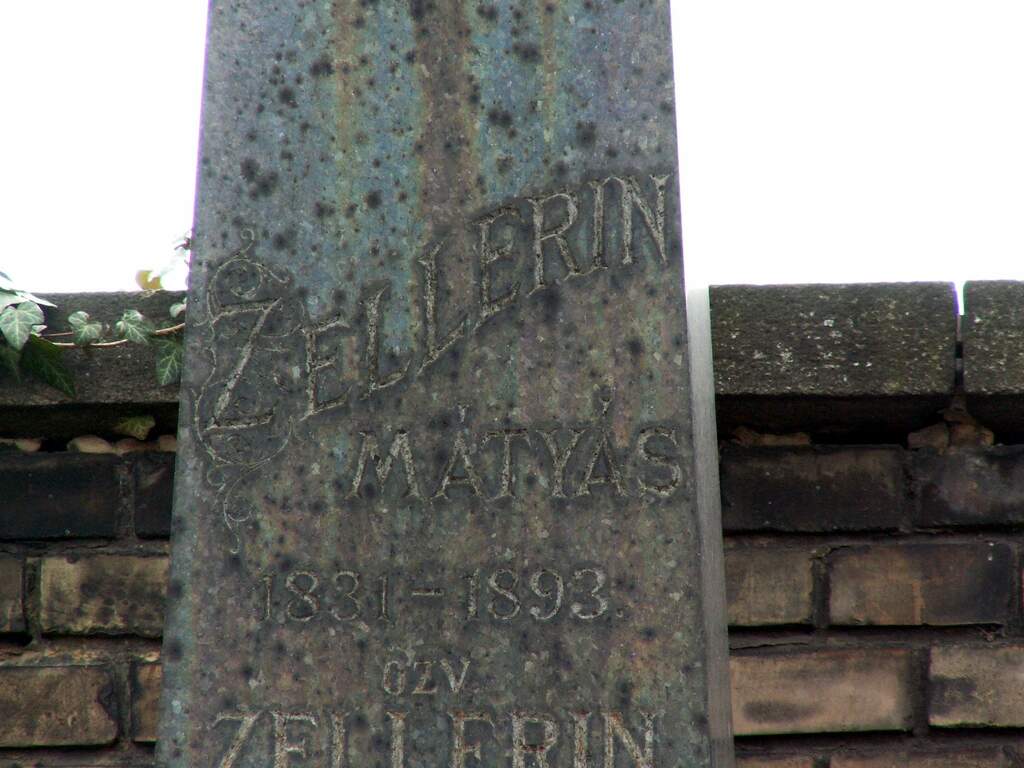 ZELLERIN
MÁTYÁS
1831-1893.
ÖZV.
ZELLERIN